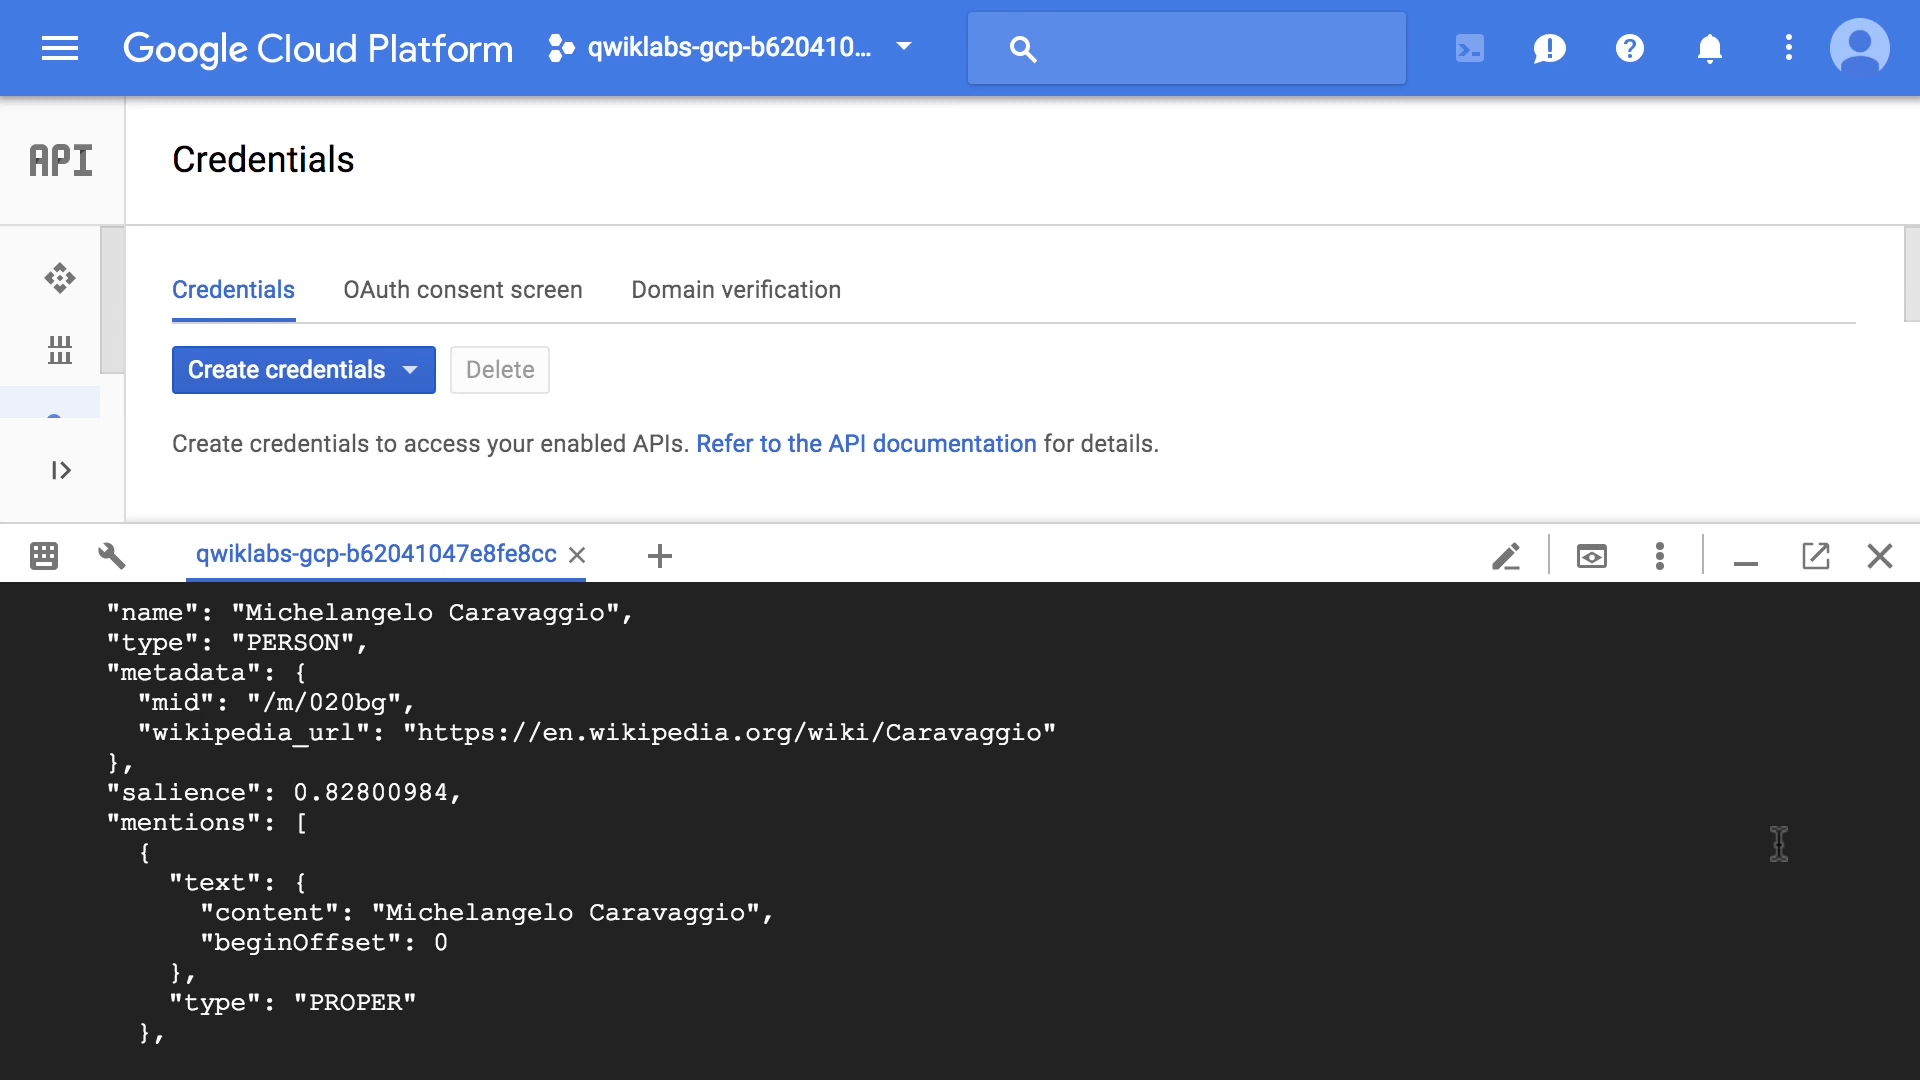 Google Cloud Platform qwiklabs-gcp-b620410...
API
Credentials
Credentials OAuth consent screen Domain verification
Create credentials Delete
Create credentials to access your enabled APIs. Refer to the API documentation for details.
qwiklabs-gcp-b62041047e8fe8cc
"name": "Michelangelo Caravaggio",
"type": "PERSON",
"metadata": {
"mid": "/m/020bg",
"wikipedia_url": "https://en.wikipedia.org/wiki/Caravaggio"
},
"salience": 0.82800984,
"mentions": [
{
"text": {
"content": "Michelangelo Caravaggio",
"beginOffset": 0
},
"type": "PROPER"
},